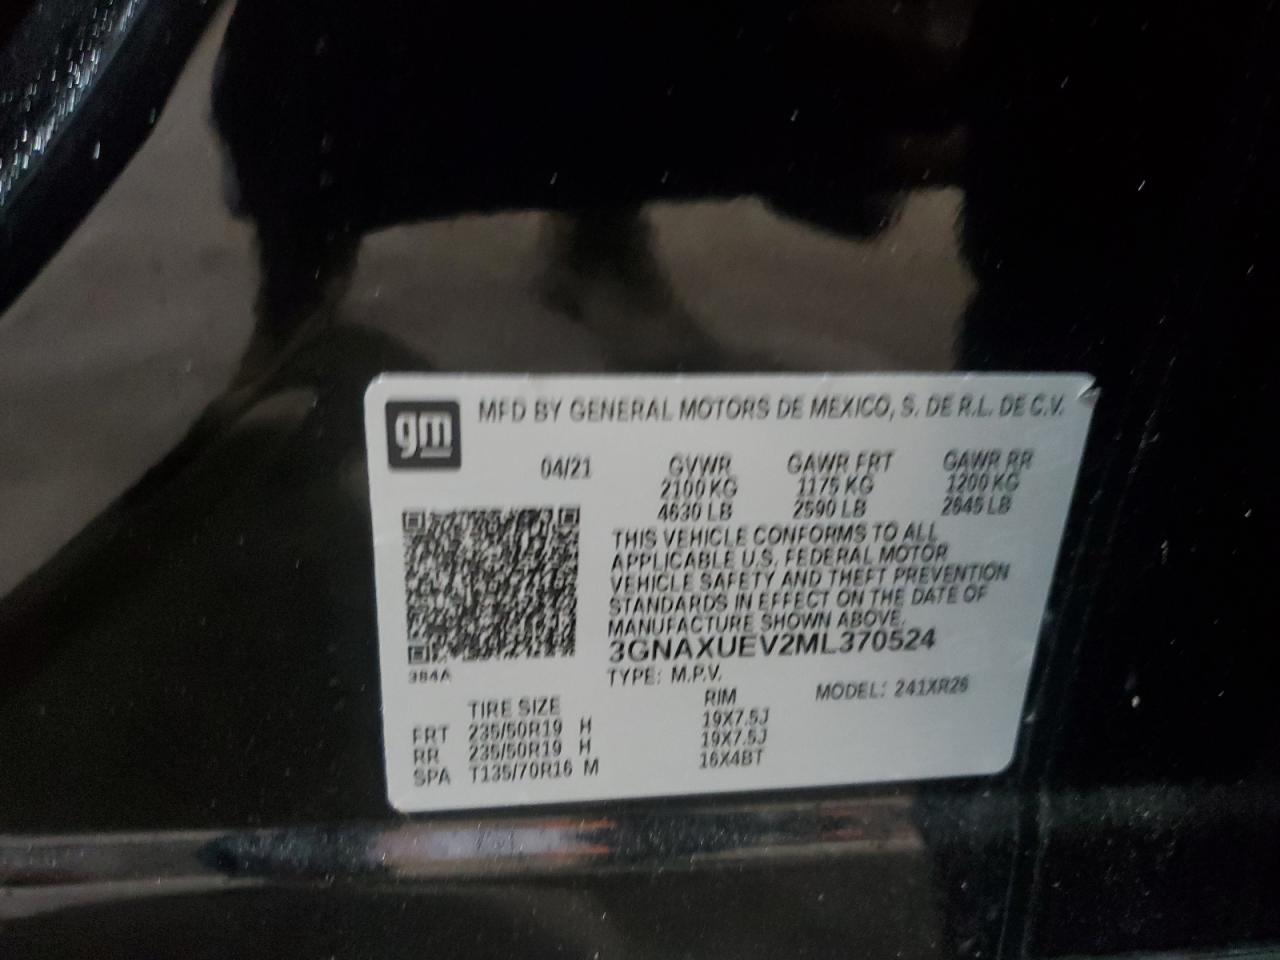 gm
MFD BY GENERAL MOTORS DE MEXICO, S. DE R.L. DE C.V.
04/21 GVWR GAWR FRT GAWR RR
2100 KG 1175 KG 1200 KG
4630 LB 2590 LB 2645 LB
THIS VEHICLE CONFORMS TO ALL
APPLICABLE U.S. FEDERAL MOTOR
VEHICLE SAFETY AND THEFT PREVENTION
STANDARDS IN EFFECT ON THE DATE OF
MANUFACTURE SHOWN ABOVE.
3GNAXUEV2ML370524
384A
TYPE: M.P.V.
MODEL: 241XR26
TIRE SIZE RIM
FRT 235/50R19 H 19X7.5J
RR 235/50R19 H 19X7.5J
SPA T135/70R16 M 16X4BT